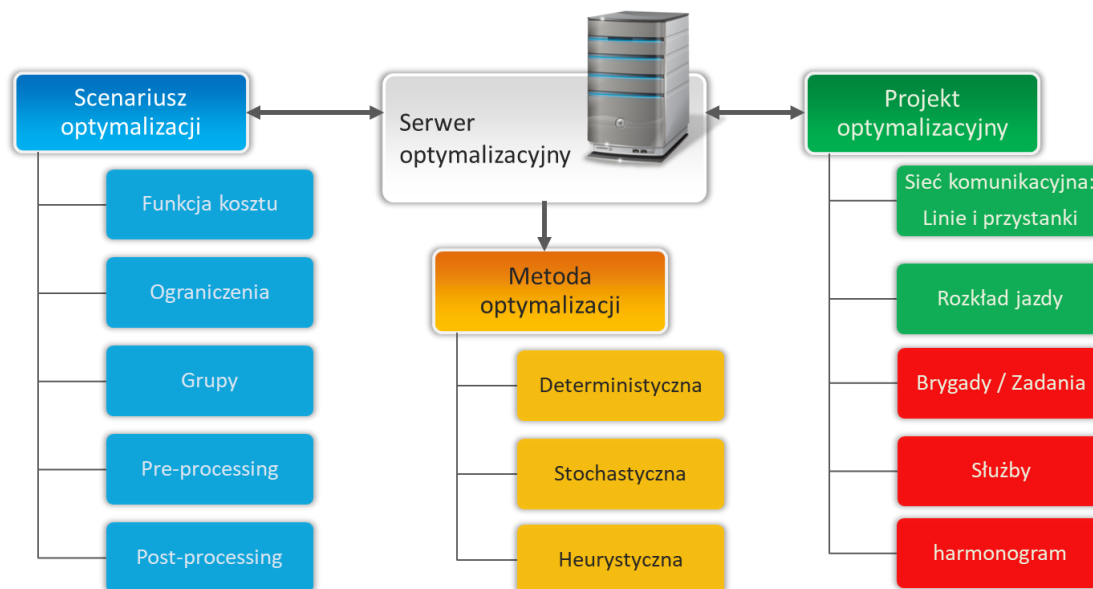 Scenariusz
optymalizacji
Funkcja kosztu
Ograniczenia
Grupy
Pre-processing
Post-processing
Serwer
optymalizacyjny
Metoda
optymalizacji
Deterministyczna
Stochastyczna
Heurystyczna
Projekt
optymalizacyjny
Sieć komunikacyjna:
Linie i przystanki
Rozkład jazdy
Brygady / Zadania
Służby
harmonogram